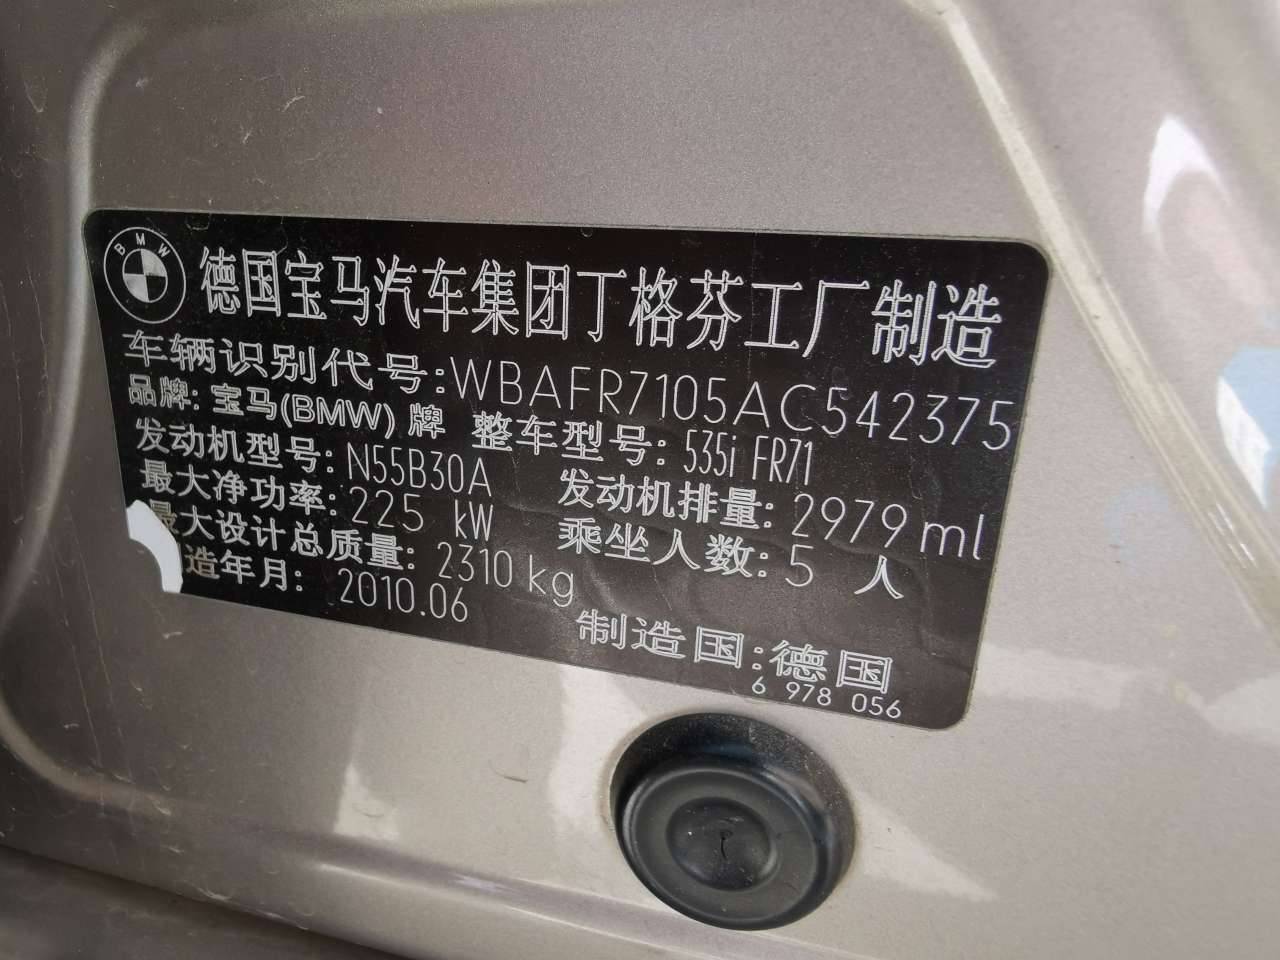 BMW
德国宝马汽车集团丁格芬工厂制造
车辆识别代号:WBAFR7105AC542375
品牌: 宝马(BMW) 牌 整车型号: 535i FR71
发动机型号: N55B30A 发动机排量: 2979 ml
最大净功率: 225 kW 乘坐人数: 5 人
最大设计总质量: 2310 kg
造年月: 2010.06 制造国:德国
6 978 056